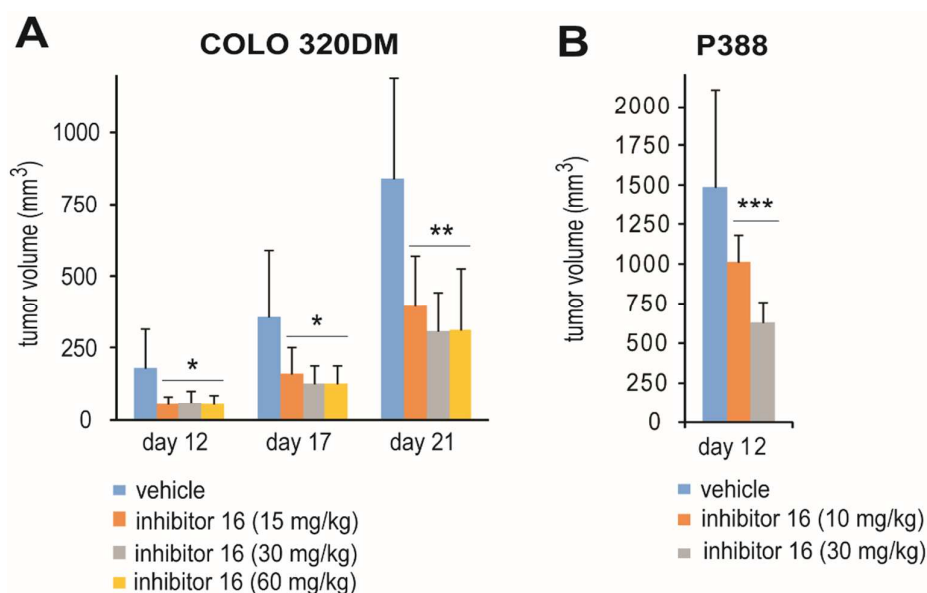 A
COLO 320DM
tumor volume (mm³)
1000
750
500
250
0
*
*
**
day 12
day 17
day 21
vehicle
inhibitor 16 (15 mg/kg)
inhibitor 16 (30 mg/kg)
inhibitor 16 (60 mg/kg)
B
P388
tumor volume (mm³)
2000
1750
1500
1250
1000
750
500
250
0
***
day 12
vehicle
inhibitor 16 (10 mg/kg)
inhibitor 16 (30 mg/kg)